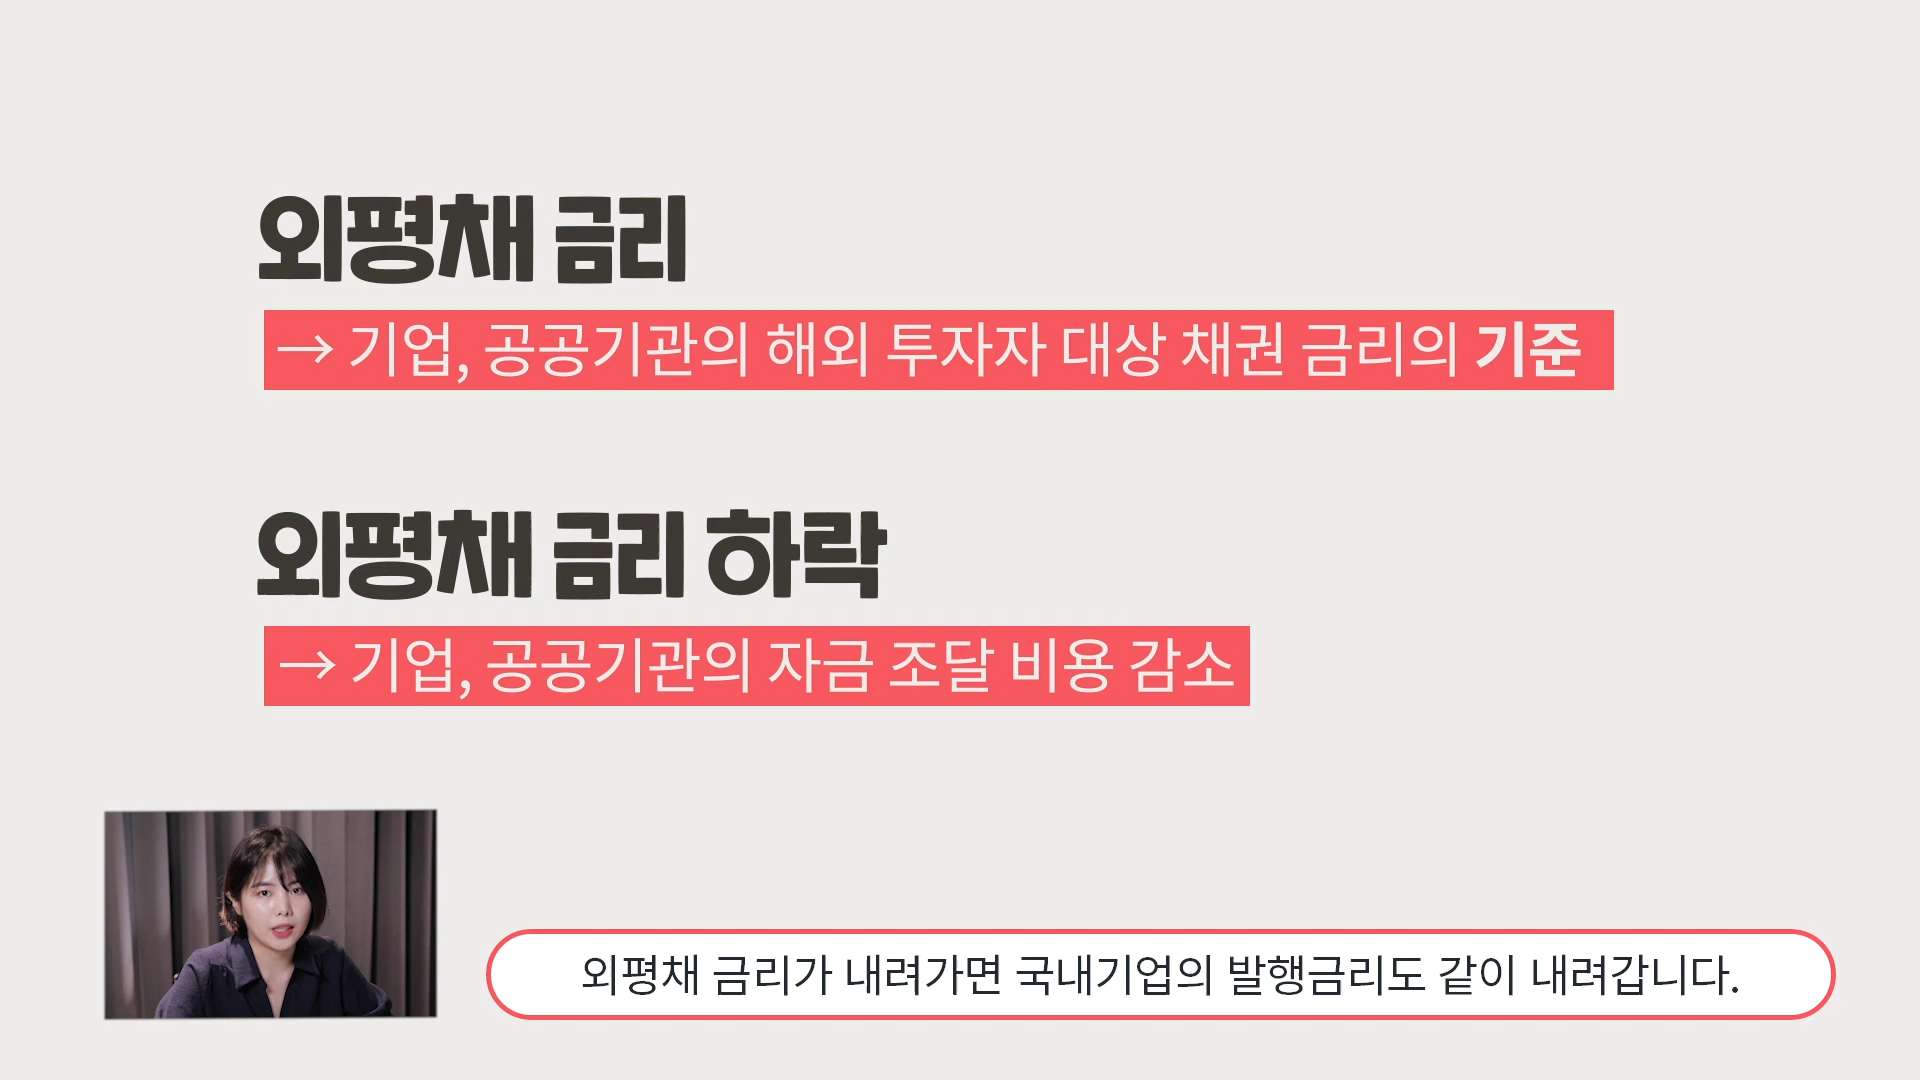 외평채 금리
→ 기업, 공공기관의 해외 투자자 대상 채권 금리의 기준
외평채 금리 하락
→ 기업, 공공기관의 자금 조달 비용 감소
외평채 금리가 내려가면 국내기업의 발행금리도 같이 내려갑니다.